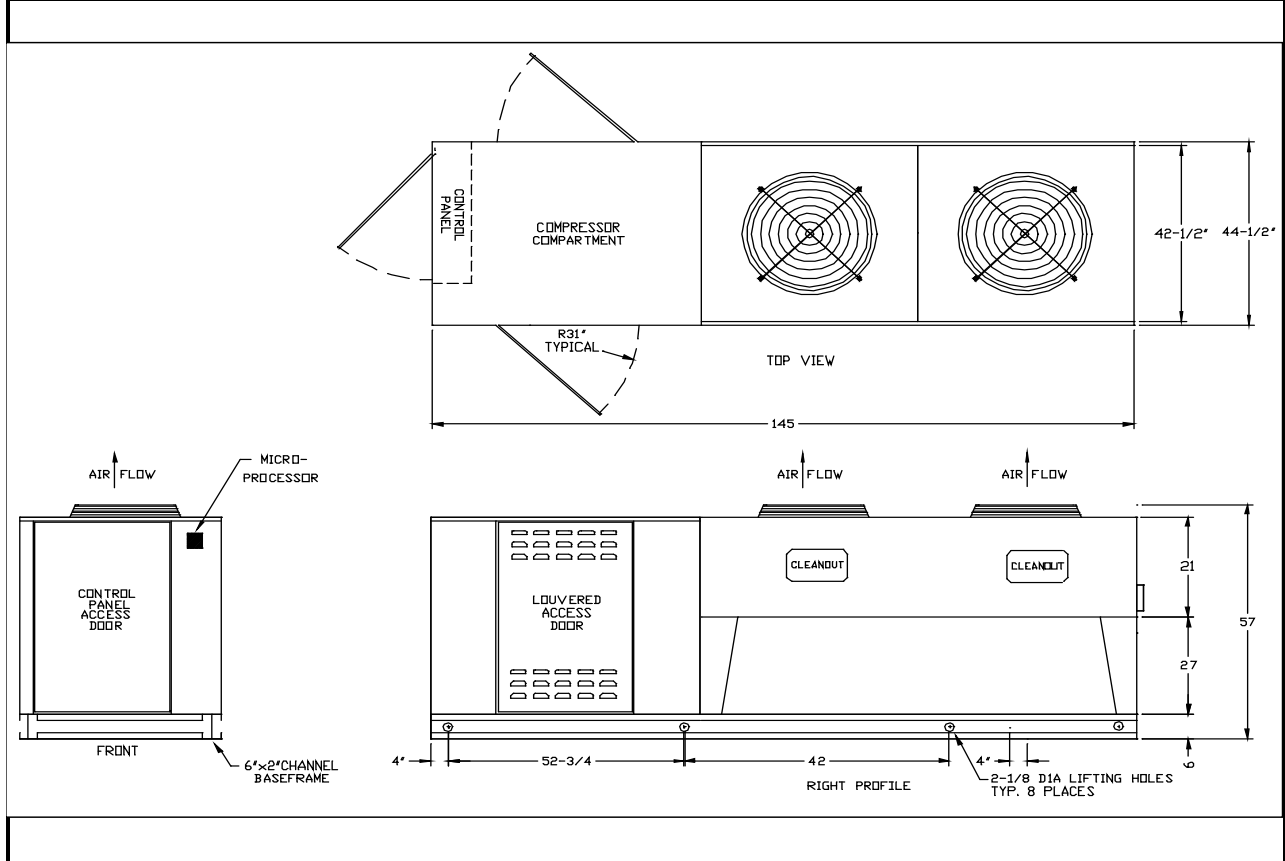 CONTROL
PANEL
COMPRESSOR
COMPARTMENT
42-1/2"
44-1/2"
R31"
TYPICAL
TOP VIEW
145
AIR FLOW
MICRO-
PROCESSOR
AIR FLOW
AIR FLOW
CONTROL
PANEL
ACCESS
DOOR
LOUVERED
ACCESS
DOOR
CLEANOUT
CLEANOUT
21
57
27
FRONT
6"x2"CHANNEL
BASEFRAME
4"
52-3/4
42
4"
6
RIGHT PROFILE
2-1/8 D1A LIFTING HOLES
TYP. 8 PLACES